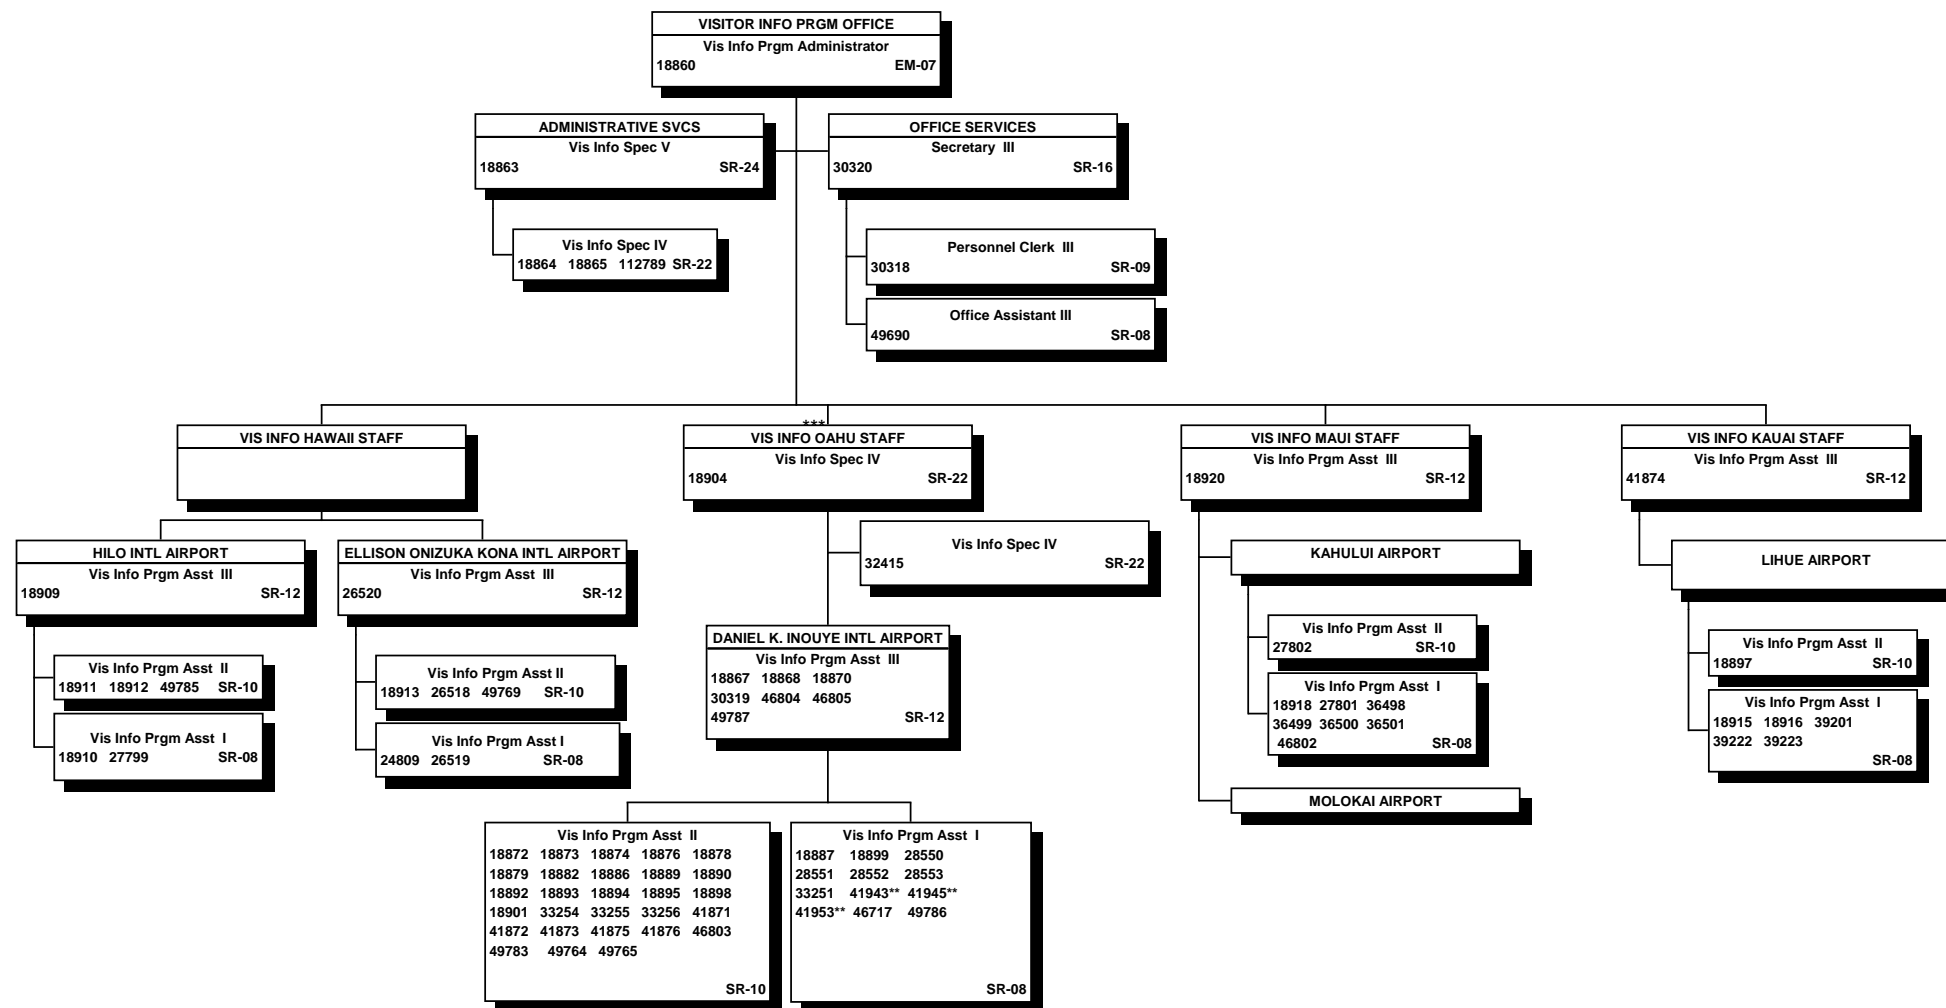 VISITOR INFO PRGM OFFICE
Vis Info Prgm Administrator
18860 EM-07
ADMINISTRATIVE SVCS
Vis Info Spec V
18863 SR-24
OFFICE SERVICES
Secretary III
30320 SR-16
Vis Info Spec IV
18864 18865 112789 SR-22
Personnel Clerk III
30318 SR-09
Office Assistant III
49690 SR-08
VIS INFO HAWAII STAFF
***
VIS INFO OAHU STAFF
Vis Info Spec IV
18904 SR-22
VIS INFO MAUI STAFF
Vis Info Prgm Asst III
18920 SR-12
VIS INFO KAUAI STAFF
Vis Info Prgm Asst III
41874 SR-12
HILO INTL AIRPORT
Vis Info Prgm Asst III
18909 SR-12
ELLISON ONIZUKA KONA INTL AIRPORT
Vis Info Prgm Asst III
26520 SR-12
Vis Info Spec IV
32415 SR-22
KAHULUI AIRPORT
LIHUE AIRPORT
Vis Info Prgm Asst II
18911 18912 49785 SR-10
Vis Info Prgm Asst I
18910 27799 SR-08
Vis Info Prgm Asst II
18913 26518 49769 SR-10
Vis Info Prgm Asst I
24809 26519 SR-08
DANIEL K. INOUYE INTL AIRPORT
Vis Info Prgm Asst III
18867 18868 18870
30319 46804 46805
49787 SR-12
Vis Info Prgm Asst II
27802 SR-10
Vis Info Prgm Asst I
18918 27801 36498
36499 36500 36501
46802 SR-08
Vis Info Prgm Asst II
18897 SR-10
Vis Info Prgm Asst I
18915 18916 39201
39222 39223
SR-08
MOLOKAI AIRPORT
Vis Info Prgm Asst II
18872 18873 18874 18876 18878
18879 18882 18886 18889 18890
18892 18893 18894 18895 18898
18901 33254 33255 33256 41871
41872 41873 41875 41876 46803
49783 49764 49765
SR-10
Vis Info Prgm Asst I
18887 18899 28550
28551 28552 28553
33251 41943** 41945**
41953** 46717 49786
SR-08